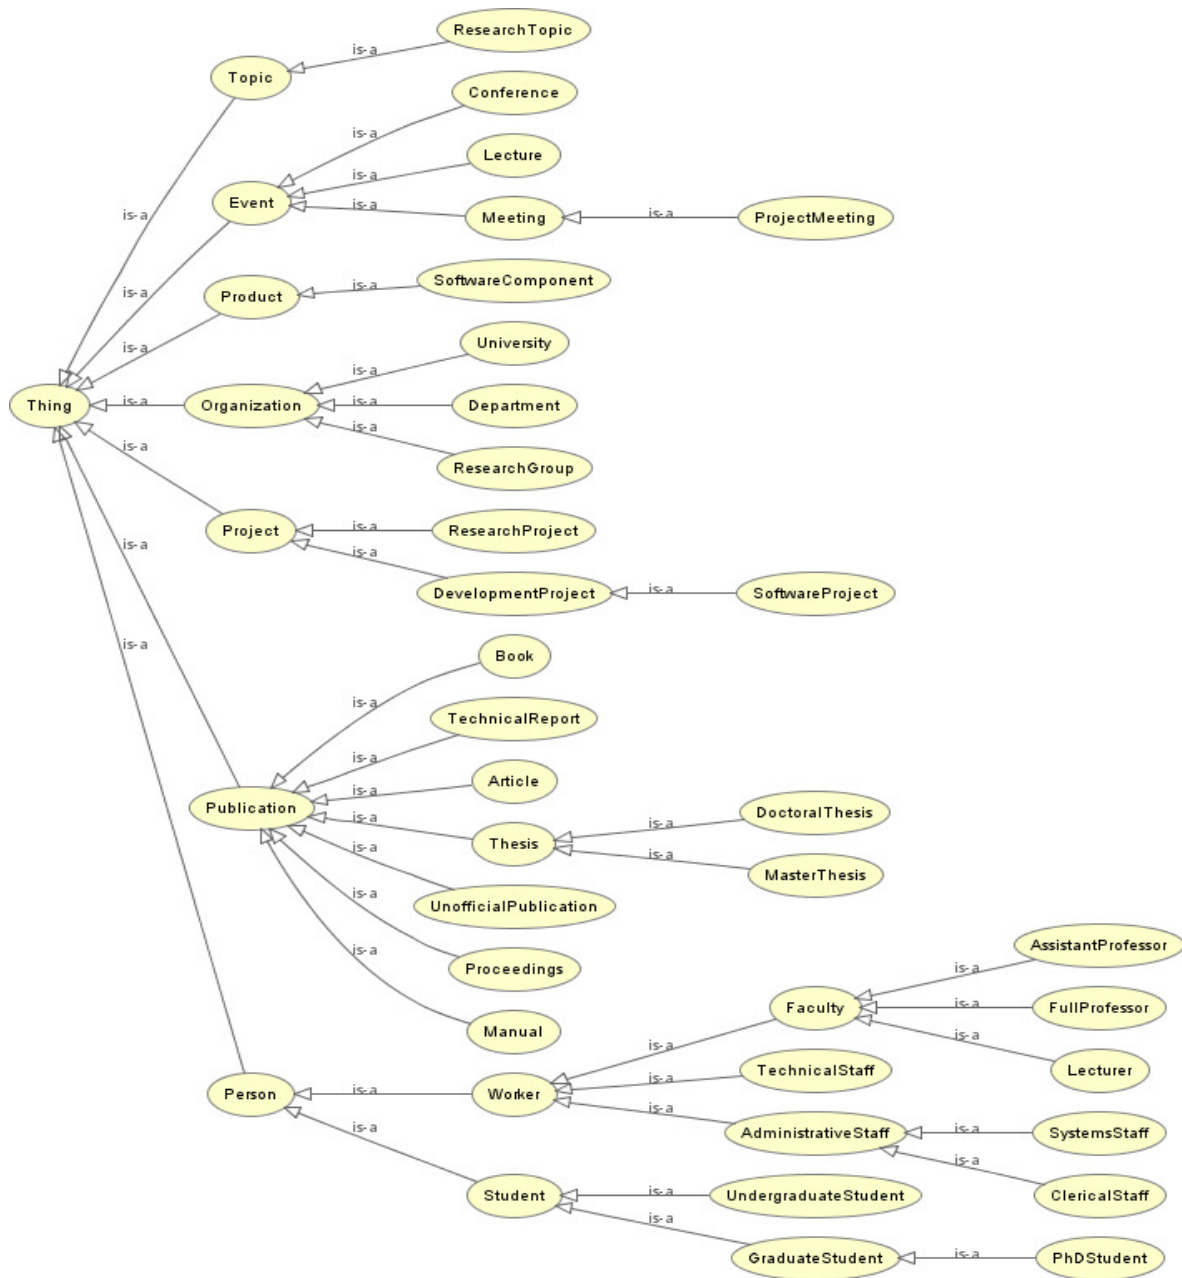 ResearchTopic
is-a
Topic
Conference
is-a
Lecture
is-a
Event
is-a
Meeting
is-a
ProjectMeeting
is-a
SoftwareComponent
is-a
Product
is-a
University
is-a
is-a
Thing
is-a
Organization
is-a
Department
is-a
is-a
ResearchGroup
Project
is-a
ResearchProject
is-a
is-a
DevelopmentProject
is-a
SoftwareProject
is-a
Book
is-a
TechnicalReport
is-a
Article
is-a
Publication
DoctoralThesis
is-a
is-a
Thesis
is-a
MasterThesis
is-a
UnofficialPublication
is-a
Proceedings
is-a
Manual
AssistantProfessor
is-a
Faculty
is-a
FullProfessor
is-a
is-a
Lecturer
TechnicalStaff
is-a
Person
is-a
Worker
is-a
AdministrativeStaff
is-a
SystemsStaff
is-a
is-a
ClericalStaff
Student
is-a
UndergraduateStudent
is-a
GraduateStudent
is-a
PhDStudent